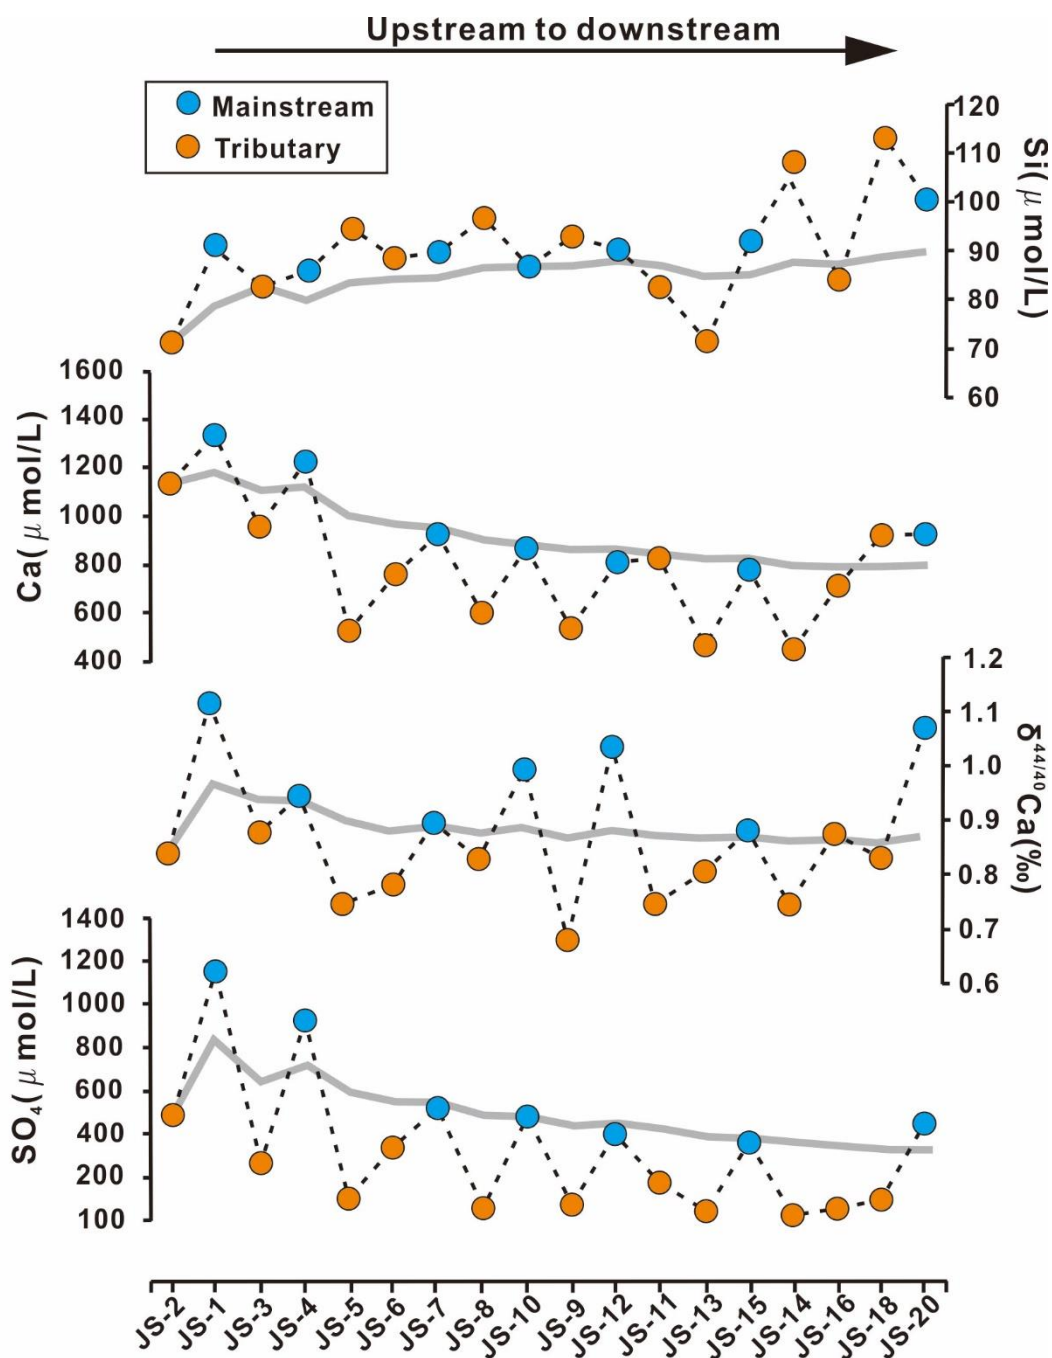 Upstream to downstream
Mainstream
Tributary
120
110
100
90
80
70
60
Si(μ mol/L)
1600
1400
1200
1000
800
600
400
Ca(μ mol/L)
1.2
1.1
1.0
0.9
0.8
0.7
0.6
δ⁴⁴/⁴⁰Ca(‰)
1400
1200
1000
800
600
400
200
100
SO₄(μ mol/L)
JS-2
JS-1
JS-3
JS-4
JS-5
JS-6
JS-7
JS-8
JS-10
JS-9
JS-12
JS-11
JS-13
JS-15
JS-14
JS-16
JS-18
JS-20